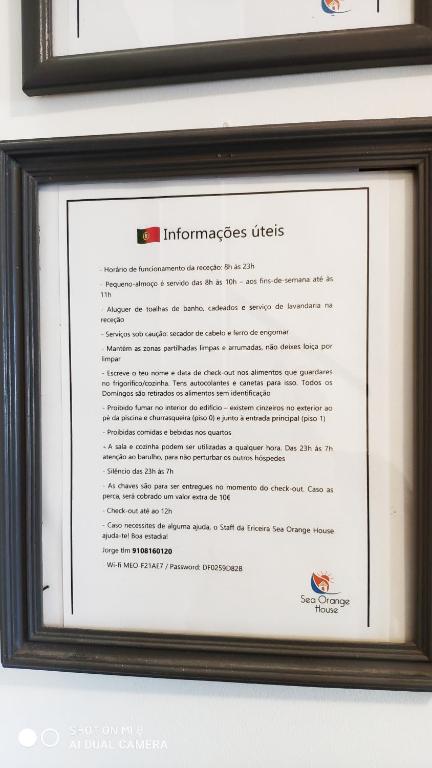 Informações úteis
- Horário de funcionamento da receção: 8h às 23h
- Pequeno-almoço é servido das 8h às 10h – aos fins-de-semana até às
11h
- Aluguer de toalhas de banho, cadeados e serviço de lavandaria na
receção
- Serviços sob caução: secador de cabelo e ferro de engomar
- Mantém as zonas partilhadas limpas e arrumadas, não deixes loiça por
limpar
- Escreve o teu nome e data de check-out nos alimentos que guardares
no frigorífico/cozinha. Tens autocolantes e canetas para isso. Todos os
Domingos são retirados os alimentos sem identificação
- Proibido fumar no interior do edifício – existem cinzeiros no exterior ao
pé da piscina e churrasqueira (piso 0) e junto à entrada principal (piso 1)
- Proibidas comidas e bebidas nos quartos
- A sala e cozinha podem ser utilizadas a qualquer hora. Das 23h às 7h
atenção ao barulho, para não perturbar os outros hóspedes
- Silêncio das 23h às 7h
- As chaves são para ser entregues no momento do check-out. Caso as
perca, será cobrado um valor extra de 10€
- Check-out até ao 12h
- Caso necessites de alguma ajuda, o Staff da Ericeira Sea Orange House
ajuda-te! Boa estadia!
Jorge tlm 9108160120
- Wi-fi MEO-F21AE7 / Password: DF0259D82B
Sea Orange
House
SHOT ON MI 8
AI DUAL CAMERA